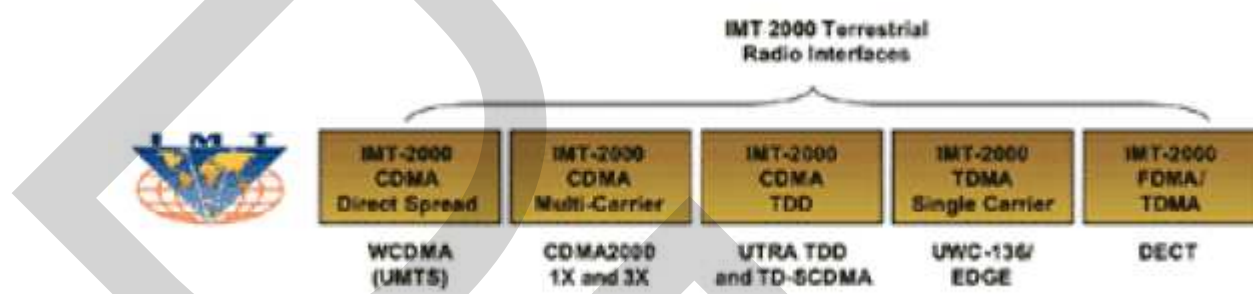 IMT 2000 Terrestrial
Radio Interfaces
IMT
IMT-2000
CDMA
Direct Spread
IMT-2000
CDMA
Multi-Carrier
IMT-2000
CDMA
TDD
IMT-2000
TDMA
Single Carrier
IMT-2000
FDMA/
TDMA
WCDMA
(UMTS)
CDMA2000
1X and 3X
UTRA TDD
and TD-SCDMA
UWC-136/
EDGE
DECT